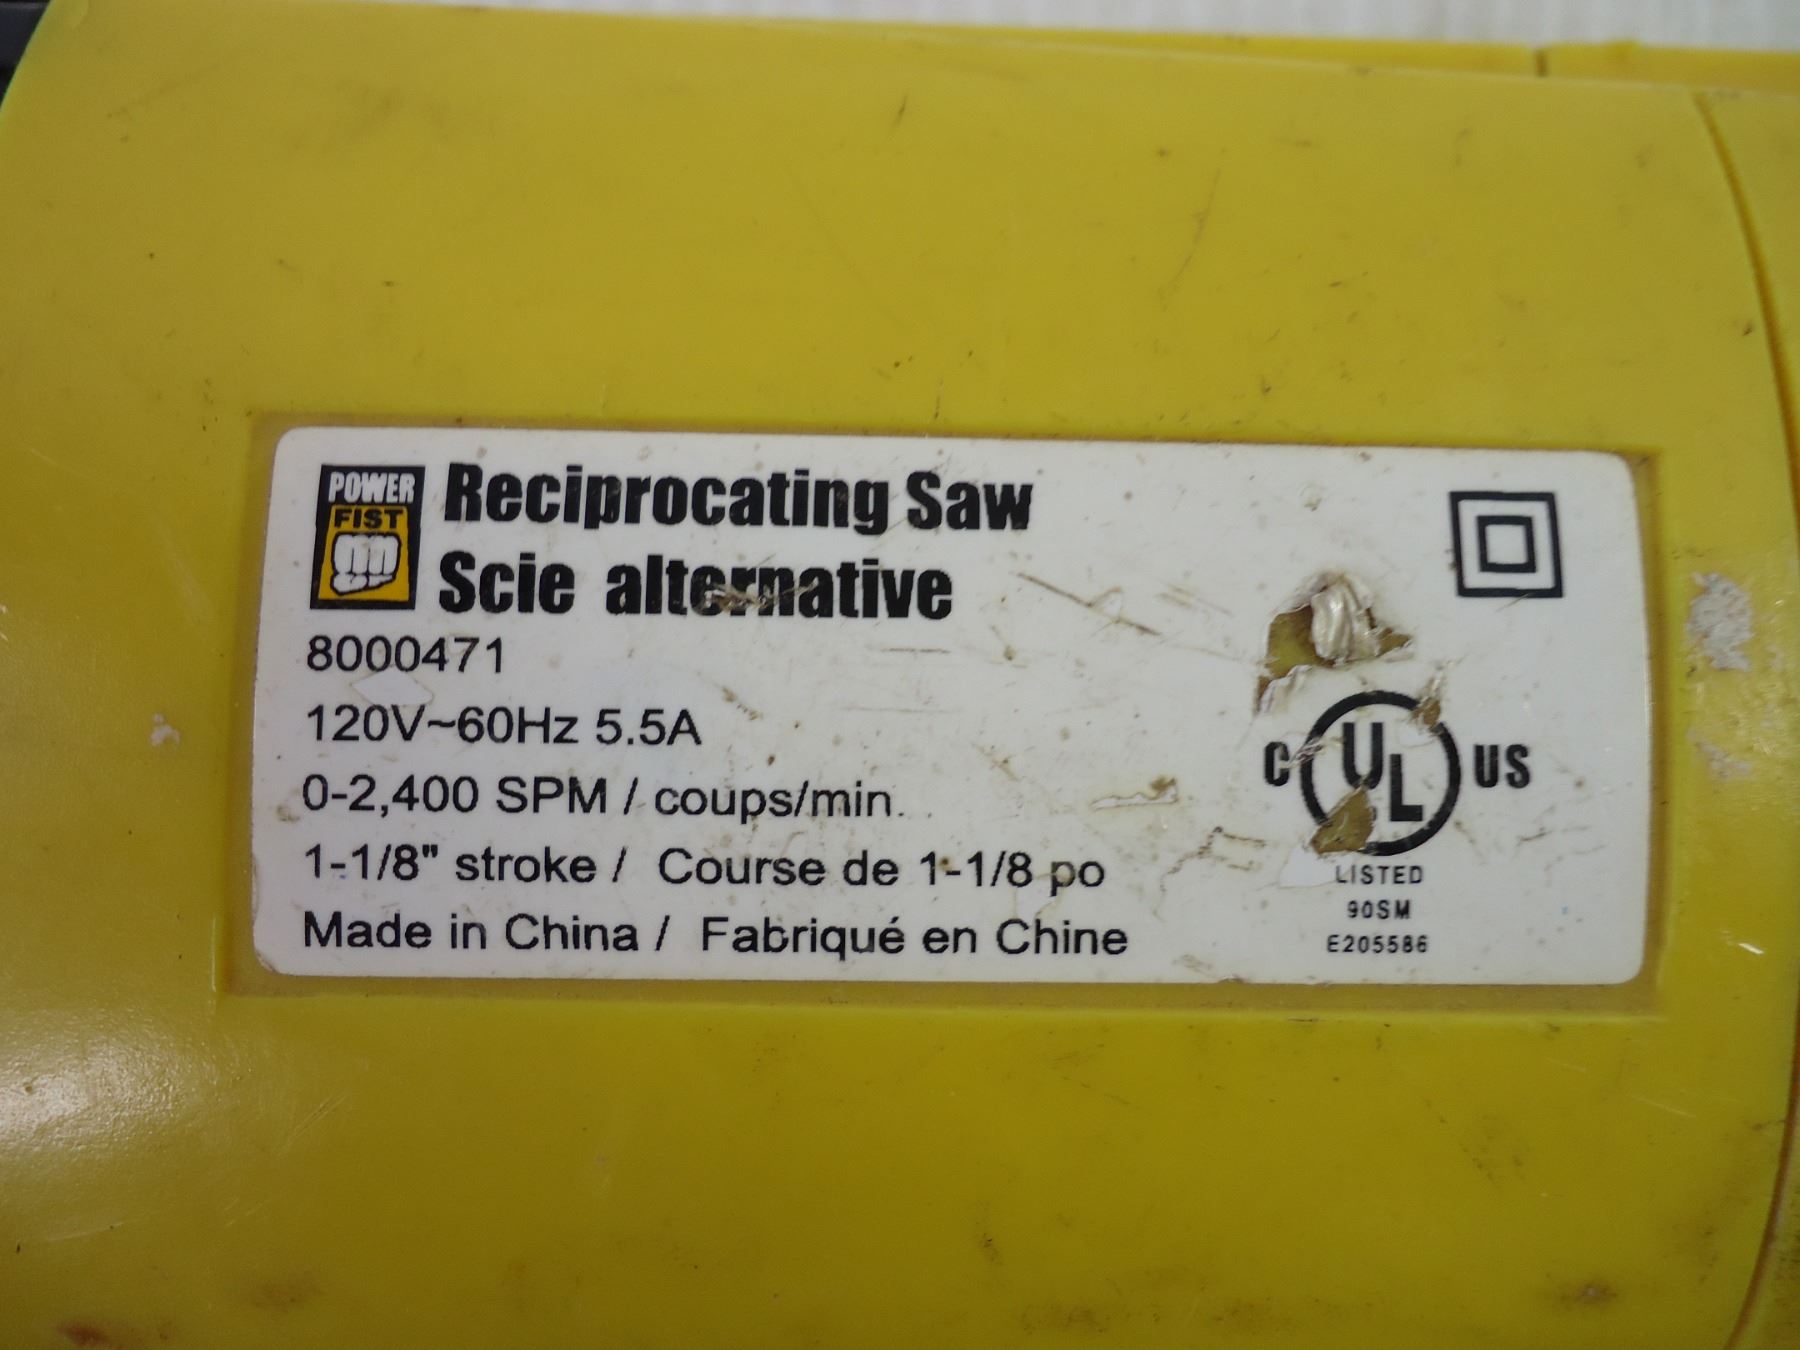 POWER
FIST
Reciprocating Saw
Scie alternative
8000471
120V~60Hz 5.5A
0-2,400 SPM / coups/min.
1-1/8" stroke / Course de 1-1/8 po
Made in China / Fabriqué en Chine
C UL US
LISTED
90SM
E205586